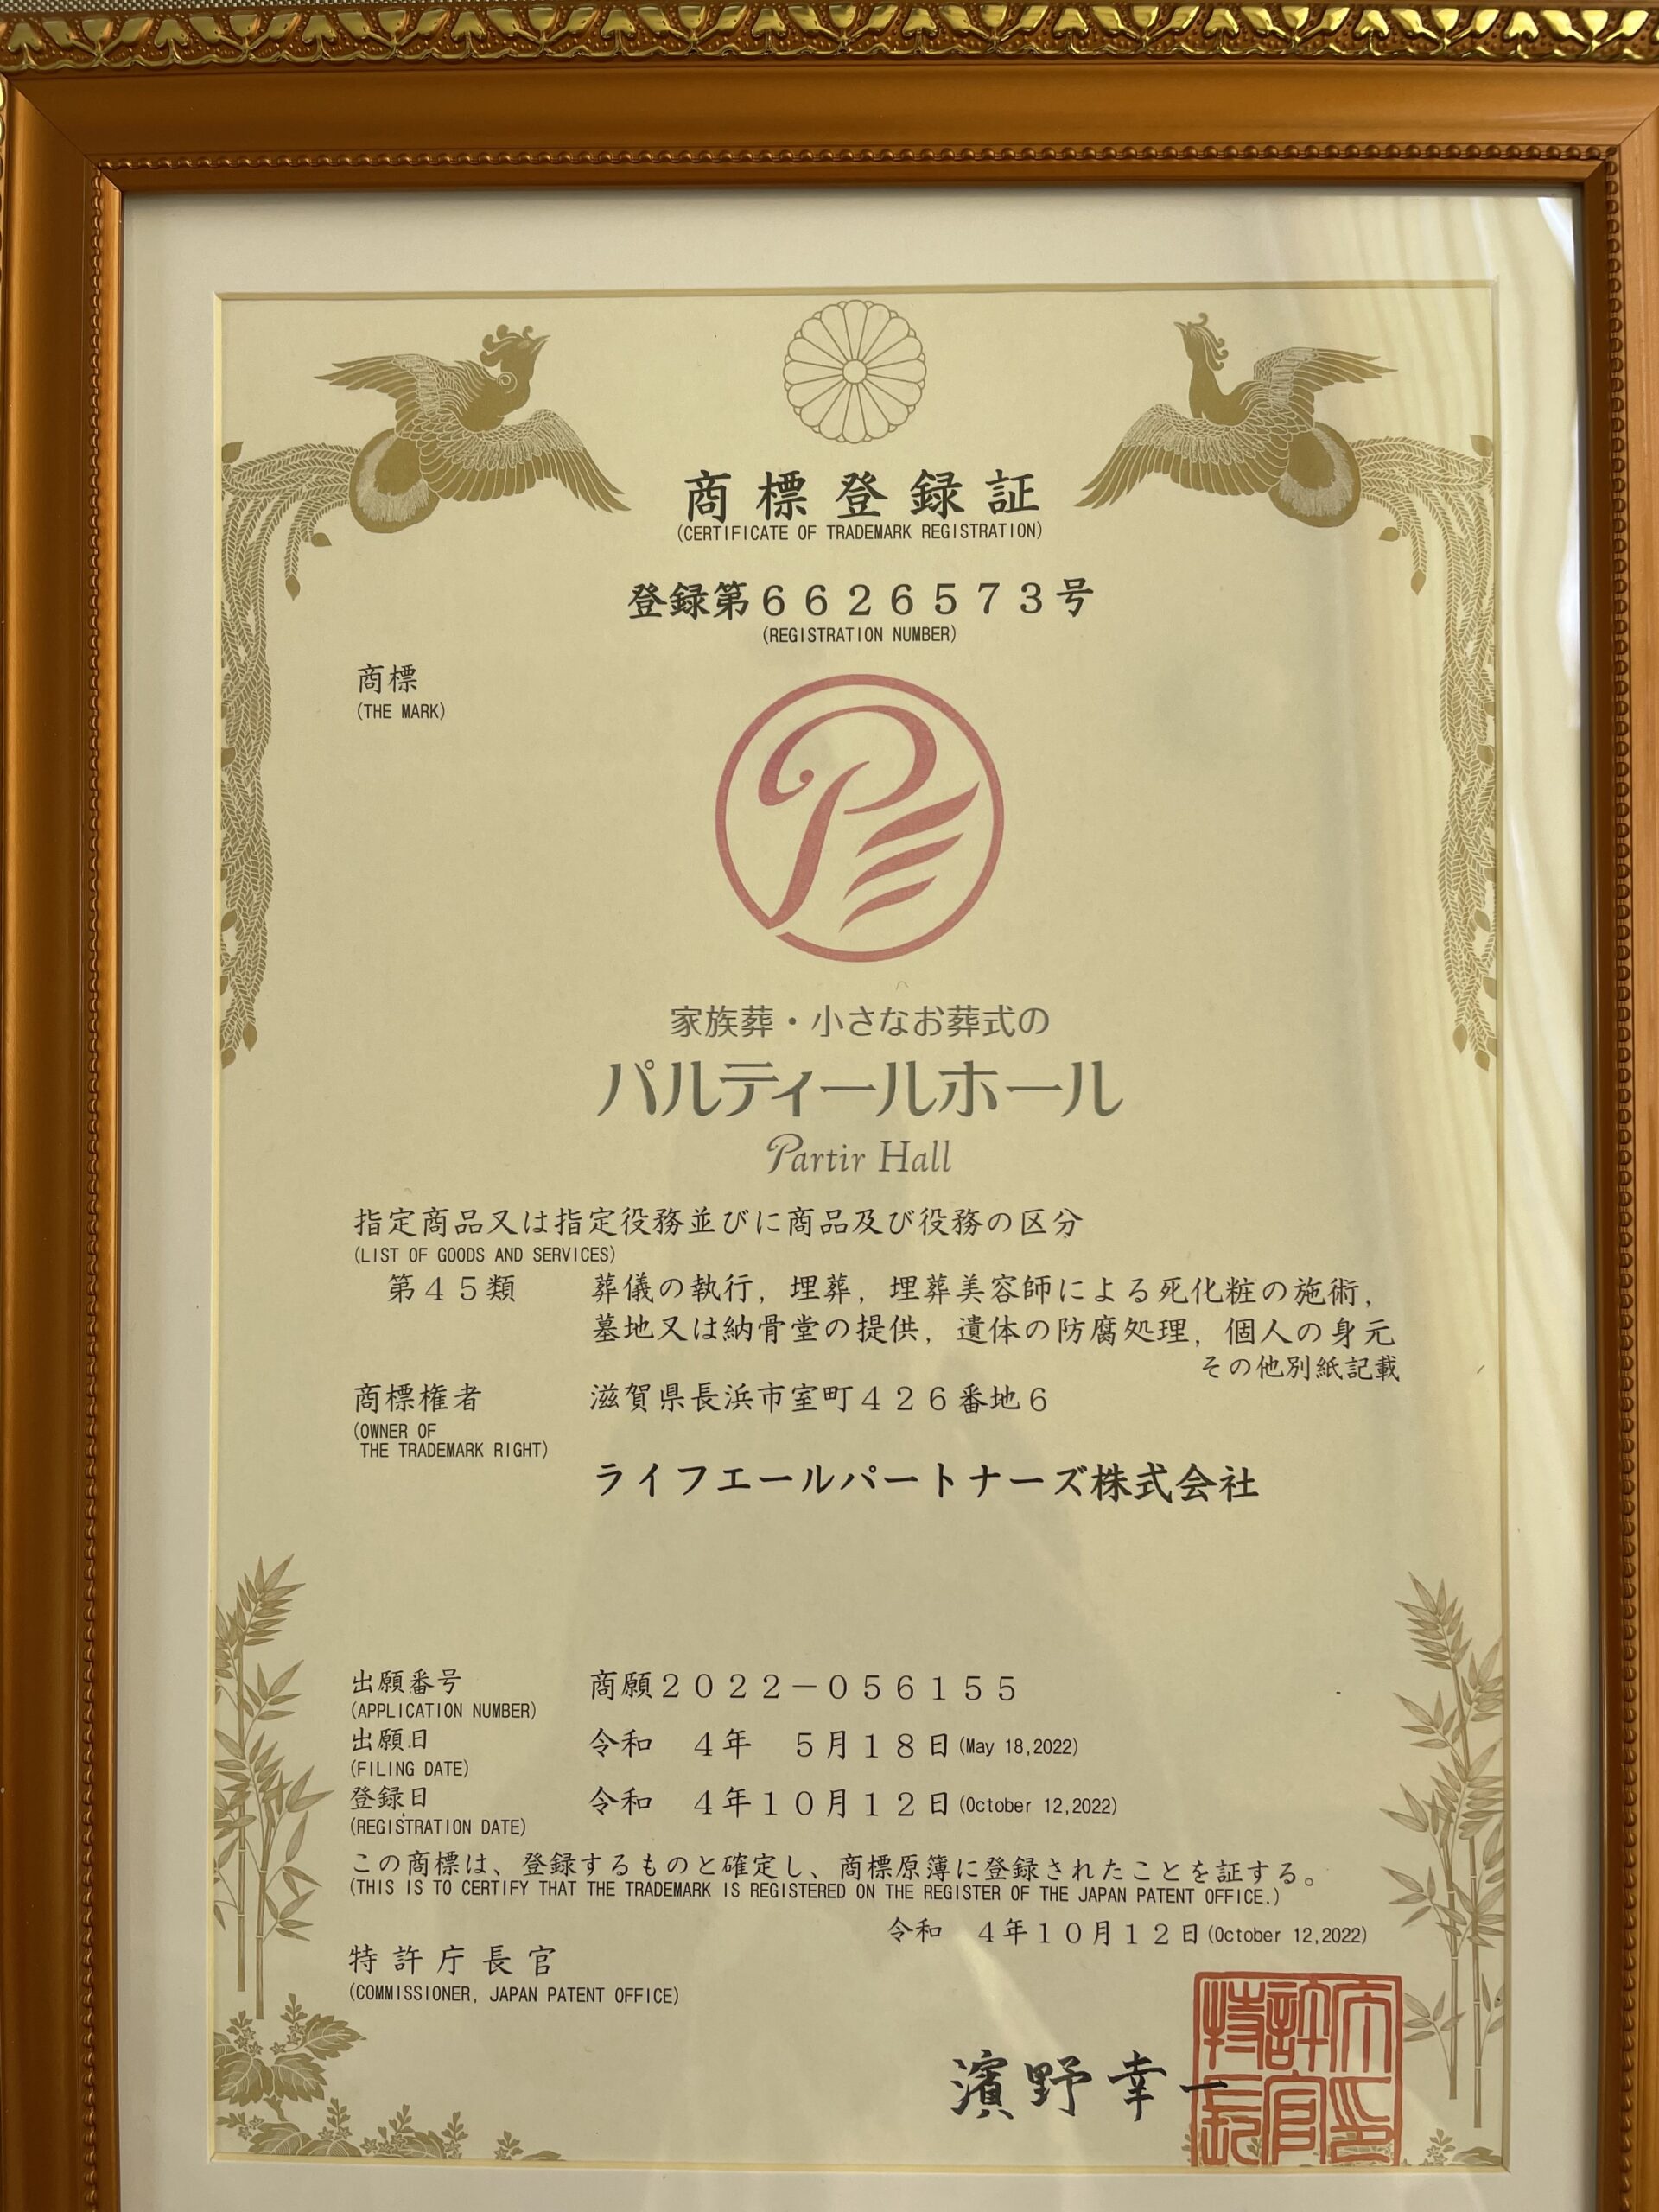 商標登録証
(CERTIFICATE OF TRADEMARK REGISTRATION)
登録第6626573号
(REGISTRATION NUMBER)
商標
(THE MARK)
家族葬・小さなお葬式の
パルティールホール
Partir Hall
指定商品又は指定役務並びに商品及び役務の区分
(LIST OF GOODS AND SERVICES)
第45類 葬儀の執行，埋葬，埋葬美容師による死化粧の施術，
墓地又は納骨堂の提供，遺体の防腐処理，個人の身元
その他別紙記載
商標権者 滋賀県長浜市室町426番地6
(OWNER OF
THE TRADEMARK RIGHT)
ライフエールパートナーズ株式会社
出願番号 商願2022-056155
(APPLICATION NUMBER)
出願日 令和 4年 5月18日(May 18,2022)
(FILING DATE)
登録日 令和 4年10月12日(October 12,2022)
(REGISTRATION DATE)
この商標は、登録するものと確定し、商標原簿に登録されたことを証する。
(THIS IS TO CERTIFY THAT THE TRADEMARK IS REGISTERED ON THE REGISTER OF THE JAPAN PATENT OFFICE.)
令和 4年10月12日(October 12,2022)
特許庁長官
(COMMISSIONER, JAPAN PATENT OFFICE)
濱野幸一